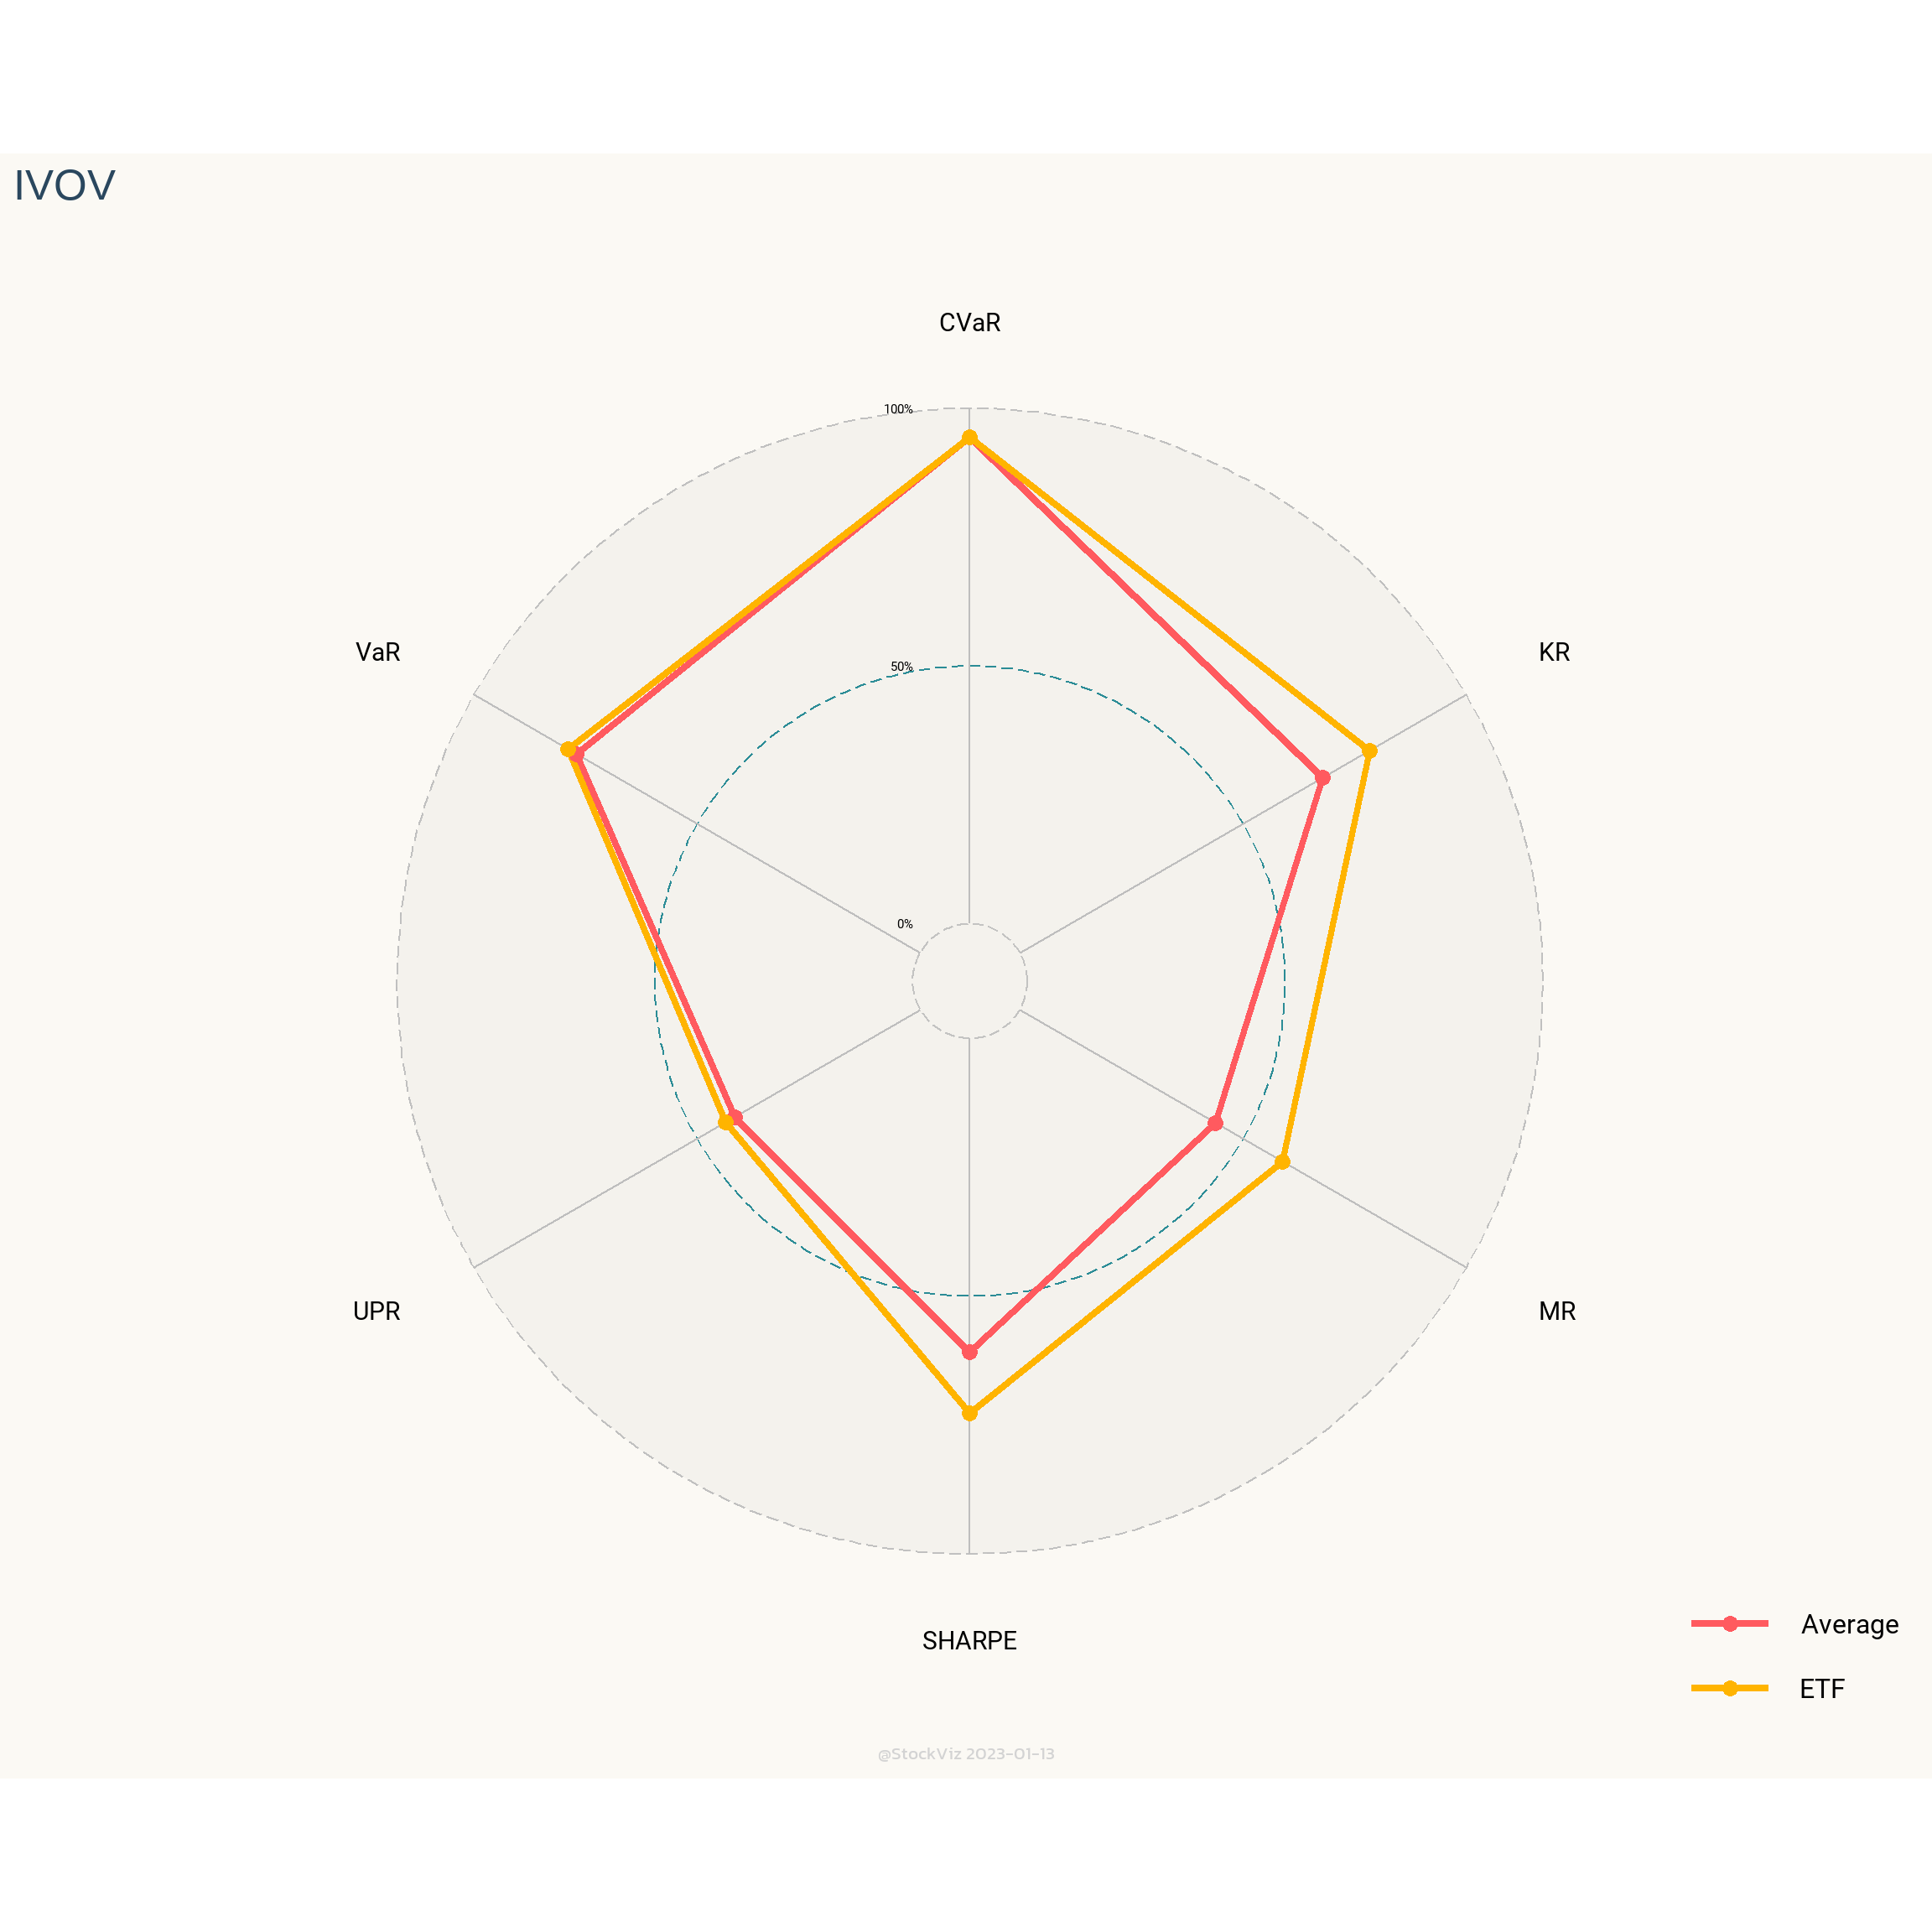 IVOV
CVaR
100%
KR
VaR
50%
0%
UPR
MR
SHARPE
Average
ETF
@StockViz 2023-01-13